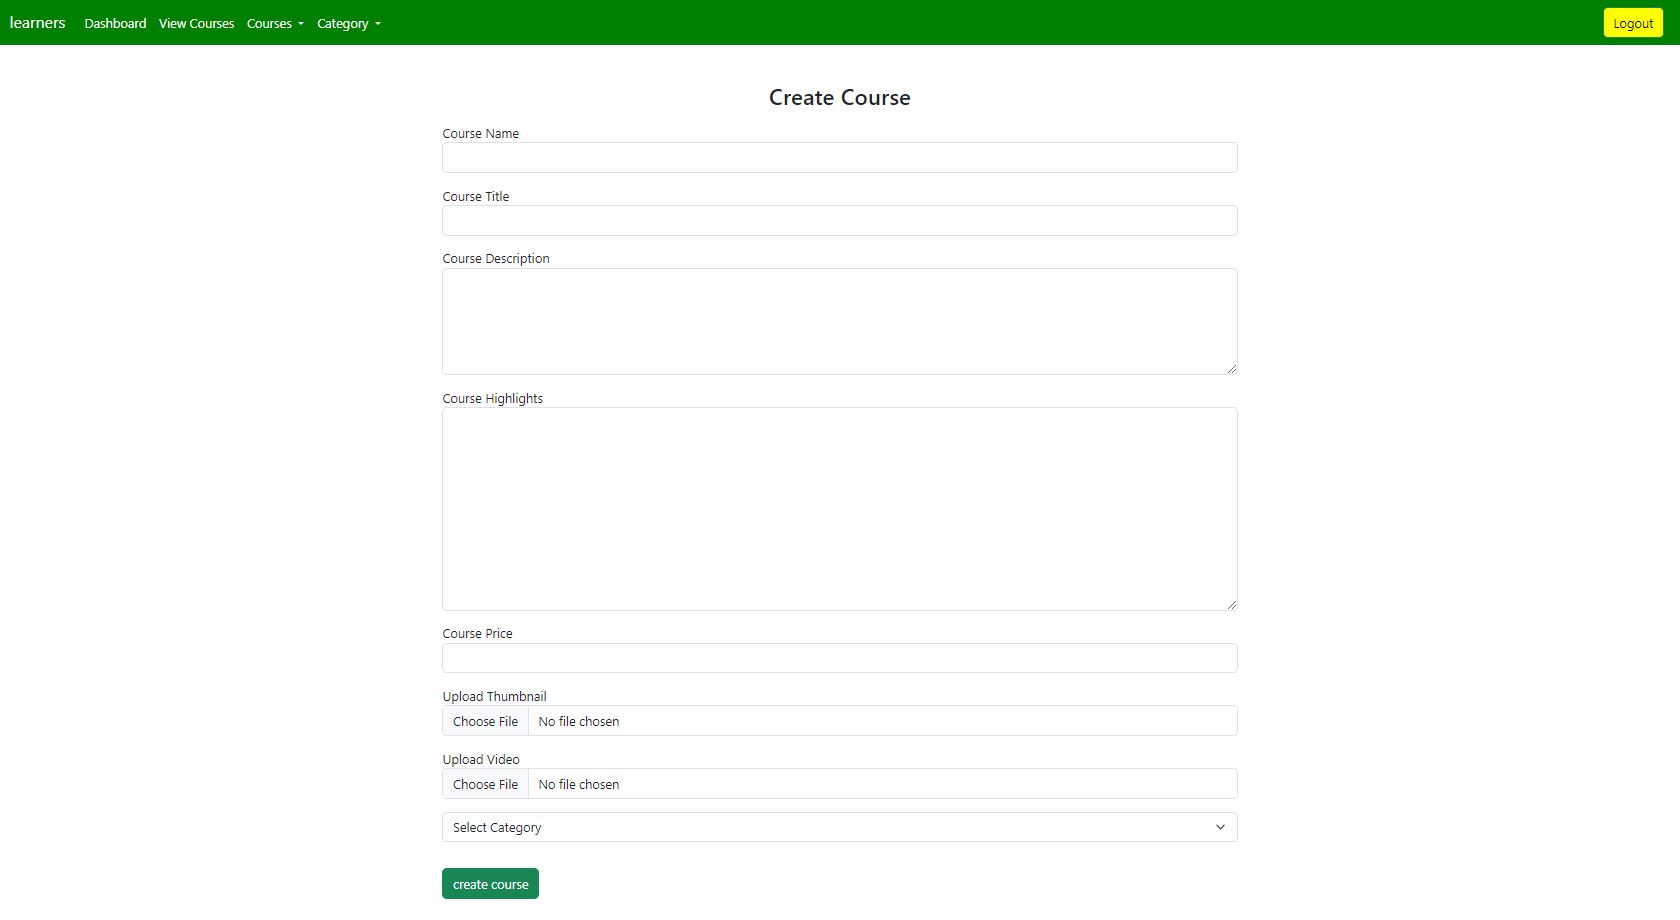 learners Dashboard View Courses Courses Category Logout
Create Course
Course Name
Course Title
Course Description
Course Highlights
Course Price
Upload Thumbnail
Choose File No file chosen
Upload Video
Choose File No file chosen
Select Category
create course